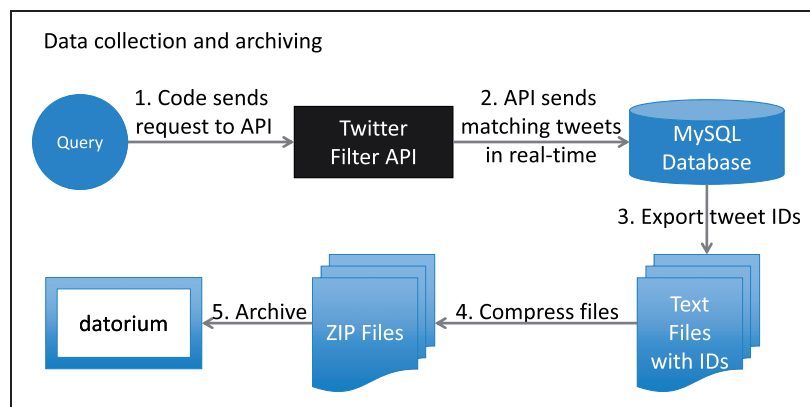 Data collection and archiving
Query
1. Code sends
request to API
Twitter
Filter API
2. API sends
matching tweets
in real-time
MySQL
Database
3. Export tweet IDs
Text
Files
with IDs
4. Compress files
ZIP Files
5. Archive
datorium